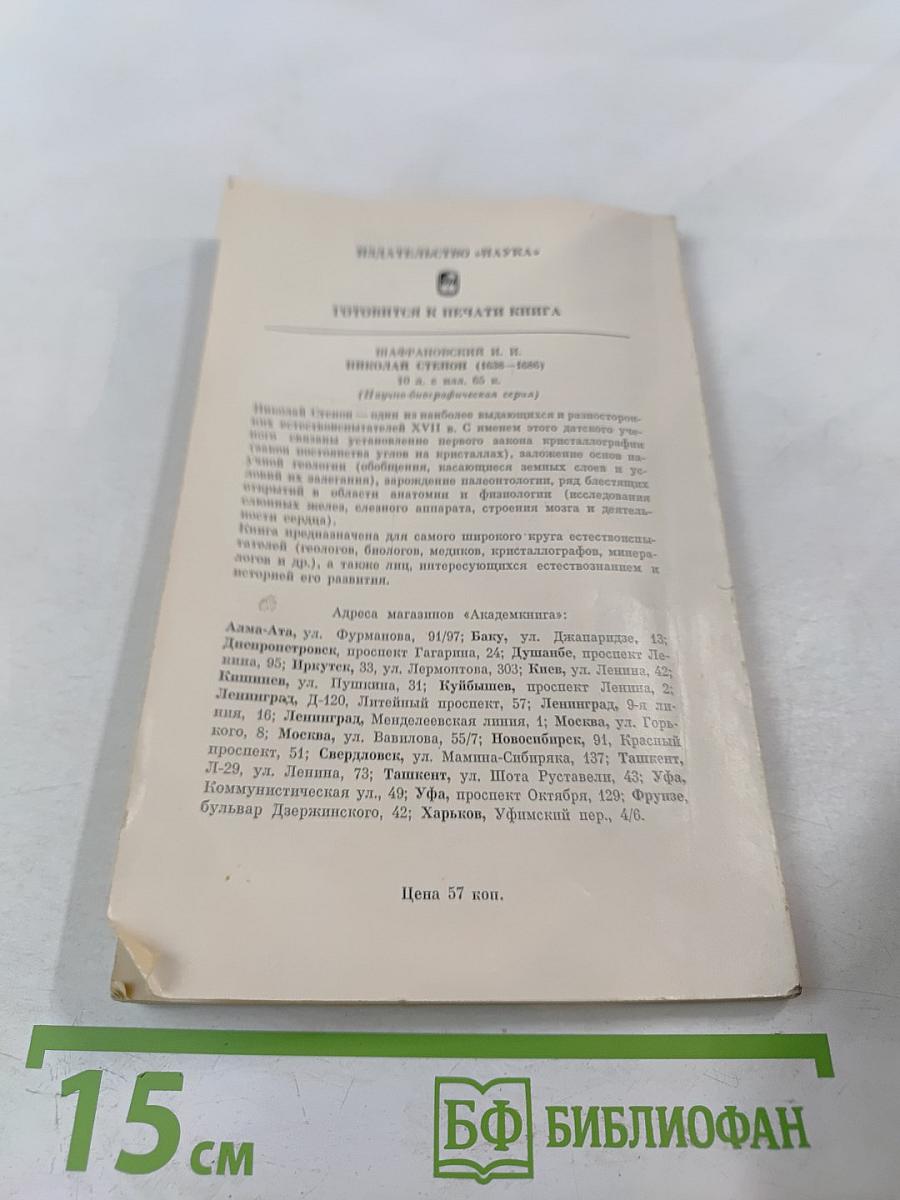 ИЗДАТЕЛЬСТВО «НАУКА»
ГОТОВИТСЯ К ПЕЧАТИ КНИГА
ШАФРАНОВСКИЙ И. И.
НИКОЛАЙ СТЕНОН (1638—1686)
10 л. с илл. 65 к.
(Научно-биографическая серия)
Николай Стенон — один из наиболее выдающихся и разносторон-
них естествоиспытателей XVII в. С именем этого датского уче-
ного связаны установление первого закона кристаллографии
(закон постоянства углов на кристаллах), заложение основ на-
учной геологии (обобщения, касающиеся земных слоев и ус-
ловий их залегания), зарождение палеонтологии, ряд блестящих
открытий в области анатомии и физиологии (исследования
слюнных желез, слезного аппарата, строения мозга и деятель-
ности сердца).
Книга предназначена для самого широкого круга естествоиспы-
тателей (геологов, биологов, медиков, кристаллографов, минера-
логов и др.), а также лиц, интересующихся естествознанием и
историей его развития.
Адреса магазинов «Академкнига»:
Алма-Ата, ул. Фурманова, 91/97; Баку, ул. Джапаридзе, 13;
Днепропетровск, проспект Гагарина, 24; Душанбе, проспект Ле-
нина, 95; Иркутск, 33, ул. Лермонтова, 303; Киев, ул. Ленина, 42;
Кишинев, ул. Пушкина, 31; Куйбышев, проспект Ленина, 2;
Ленинград, Д-120, Литейный проспект, 57; Ленинград, 9-я ли-
ния, 16; Ленинград, Менделеевская линия, 1; Москва, ул. Горь-
кого, 8; Москва, ул. Вавилова, 55/7; Новосибирск, 91, Красный
проспект, 51; Свердловск, ул. Мамина-Сибиряка, 137; Ташкент,
Л-29, ул. Ленина, 73; Ташкент, ул. Шота Руставели, 43; Уфа,
Коммунистическая ул., 49; Уфа, проспект Октября, 129; Фрунзе,
бульвар Дзержинского, 42; Харьков, Уфимский пер., 4/6.
Цена 57 коп.
15 см
БФ БИБЛИОФАН